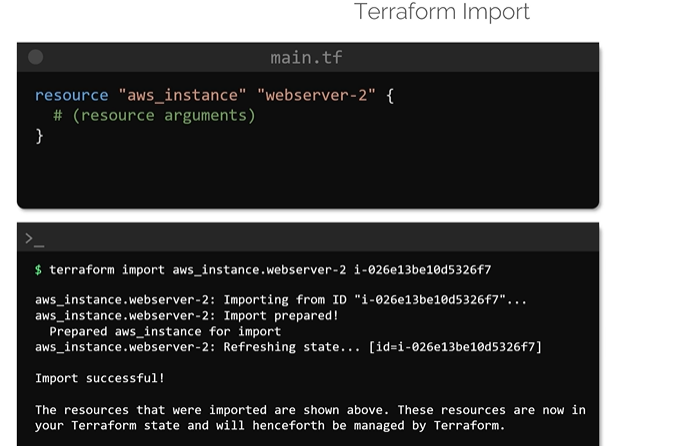 Terraform Import
main.tf
resource "aws_instance" "webserver-2" {
# (resource arguments)
}
>_
$ terraform import aws_instance.webserver-2 i-026e13be10d5326f7
aws_instance.webserver-2: Importing from ID "i-026e13be10d5326f7"...
aws_instance.webserver-2: Import prepared!
Prepared aws_instance for import
aws_instance.webserver-2: Refreshing state... [id=i-026e13be10d5326f7]
Import successful!
The resources that were imported are shown above. These resources are now in
your Terraform state and will henceforth be managed by Terraform.